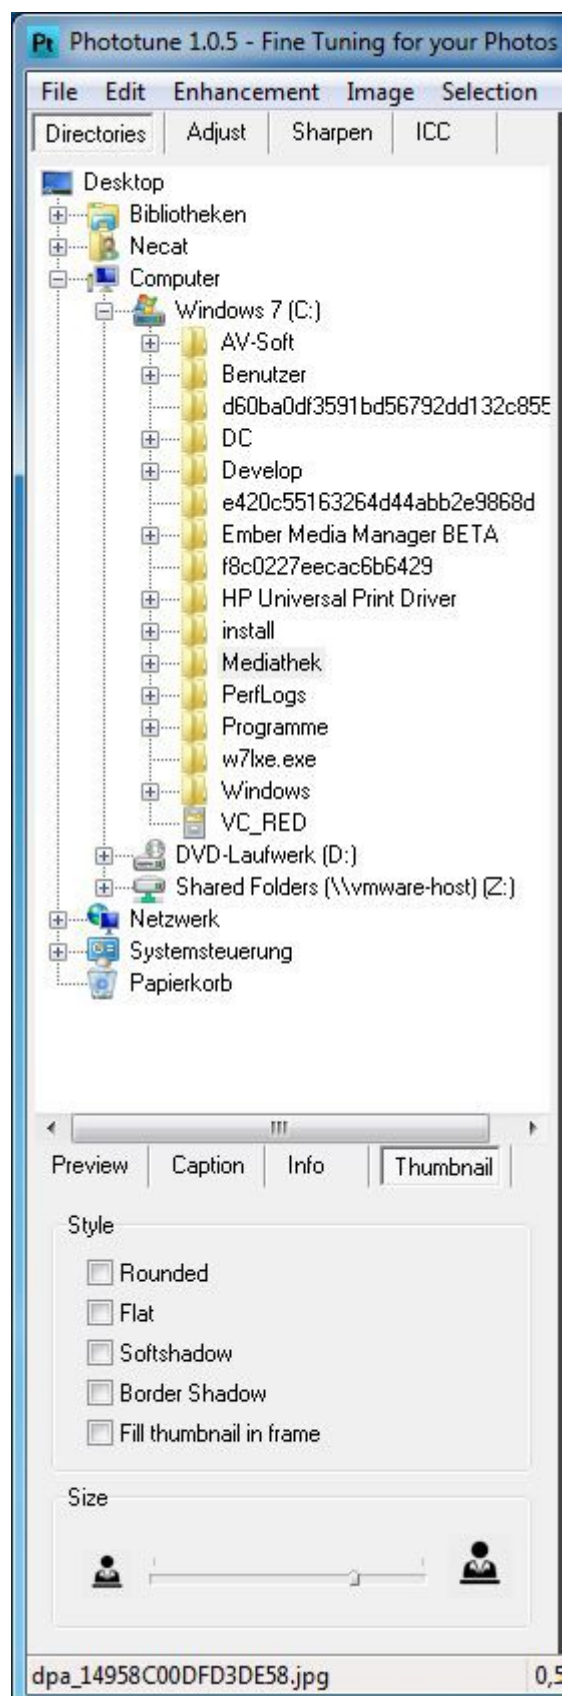 Pt Phototune 1.0.5 - Fine Tuning for your Photos
File Edit Enhancement Image Selection
Directories Adjust Sharpen ICC
Desktop
Bibliotheken
Necat
Computer
Windows 7 (C:)
AV-Soft
Benutzer
d60ba0df3591bd56792dd132c855
DC
Develop
e420c55163264d44abb2e9868d
Ember Media Manager BETA
f8c0227eecac6b6429
HP Universal Print Driver
install
Mediathek
PerfLogs
Programme
w7lxe.exe
Windows
VC_RED
DVD-Laufwerk (D:)
Shared Folders (\\vmware-host) (Z:)
Netzwerk
Systemsteuerung
Papierkorb
Preview Caption Info Thumbnail
Style
Rounded
Flat
Softshadow
Border Shadow
Fill thumbnail in frame
Size
dpa_14958C00DFD3DE58.jpg 0,5